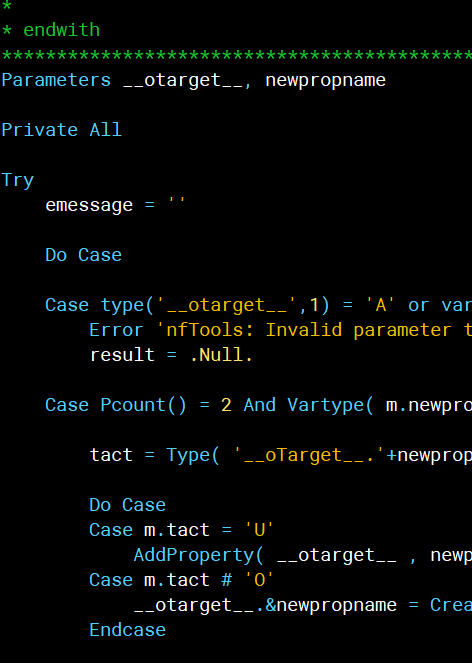 *
* endwith
*******************************************
Parameters __otarget__, newpropname
Private All
Try
emessage = ''
Do Case
Case type('__otarget__',1) = 'A' or var
Error 'nfTools: Invalid parameter t
result = .Null.
Case Pcount() = 2 And Vartype( m.newpro
tact = Type( '__oTarget__.'+newprop
Do Case
Case m.tact = 'U'
AddProperty( __otarget__ , newp
Case m.tact # 'O'
__otarget__.&newpropname = Crea
Endcase